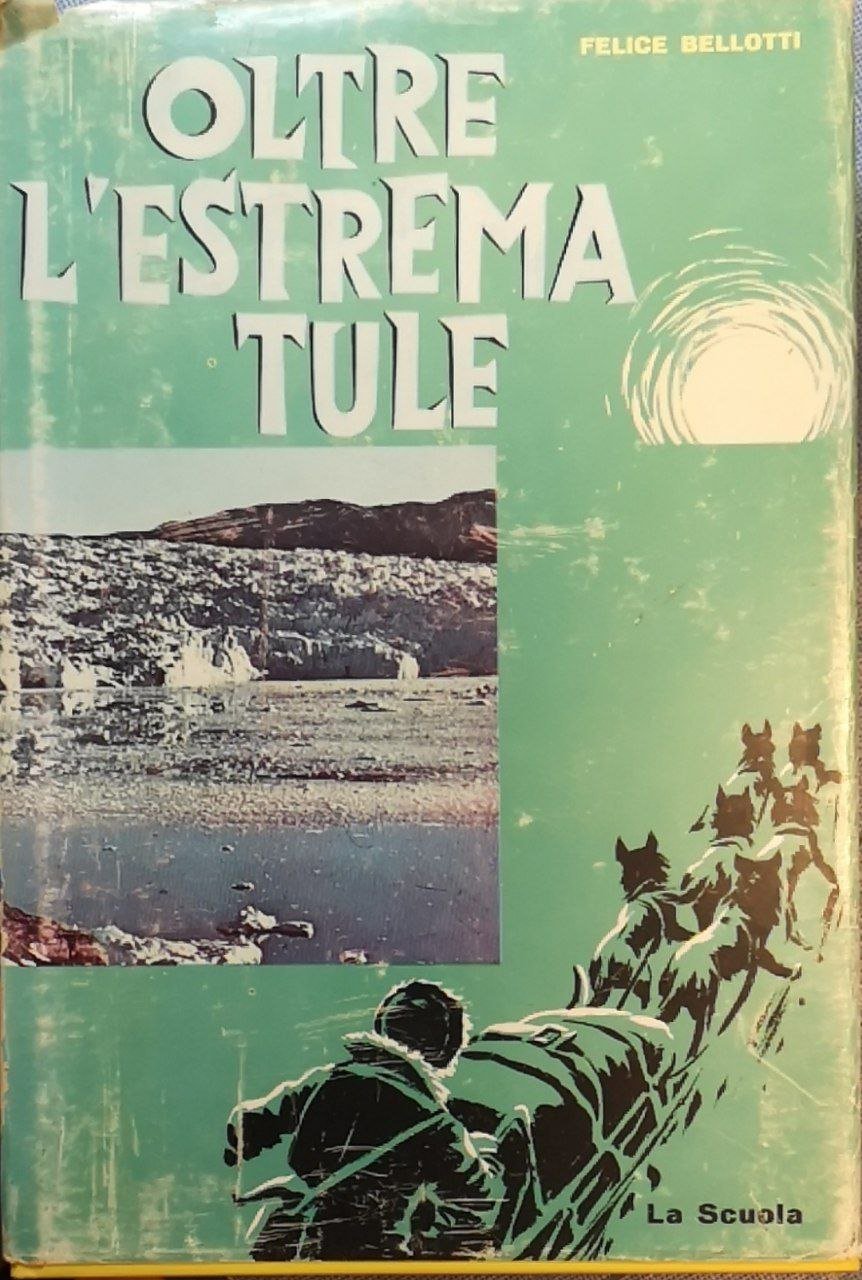 FELICE BELLOTTI
OLTRE
L'ESTREMA
TULE
La Scuola